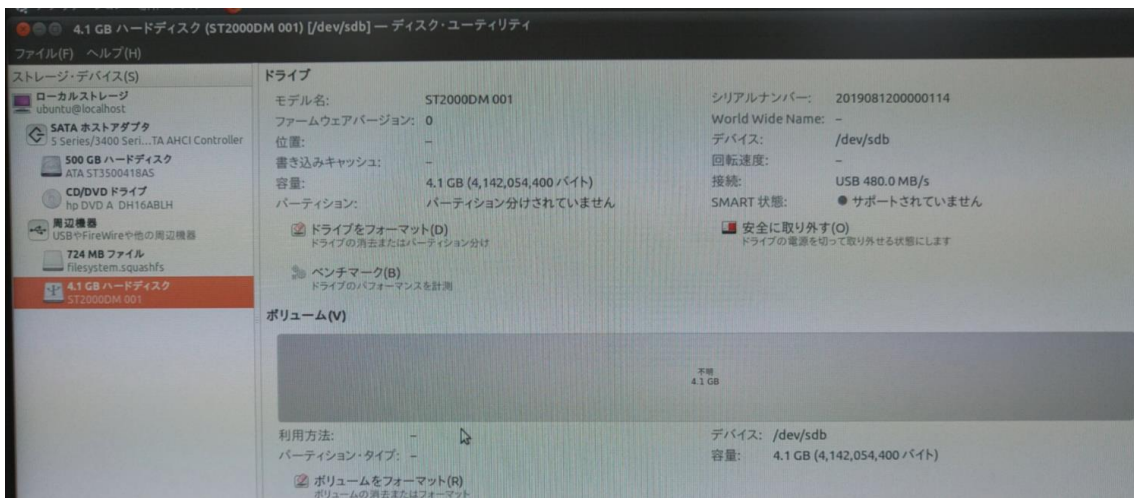 4.1 GB ハードディスク (ST2000DM 001) [/dev/sdb] — ディスク・ユーティリティ
ファイル(F) ヘルプ(H)
ストレージ・デバイス(S)
ローカルストレージ
ubuntu@localhost
SATA ホストアダプタ
5 Series/3400 Seri...TA AHCI Controller
500 GB ハードディスク
ATA ST3500418AS
CD/DVD ドライブ
hp DVD A DH16ABLH
周辺機器
USBやFireWireや他の周辺機器
724 MB ファイル
filesystem.squashfs
4.1 GB ハードディスク
ST2000DM 001
ドライブ
モデル名: ST2000DM 001
シリアルナンバー: 2019081200000114
ファームウェアバージョン: 0
World Wide Name: –
位置: –
デバイス: /dev/sdb
書き込みキャッシュ: –
回転速度: –
容量: 4.1 GB (4,142,054,400 バイト)
接続: USB 480.0 MB/s
パーティション: パーティション分けされていません
SMART 状態: サポートされていません
ドライブをフォーマット(D)
ドライブの消去またはパーティション分け
安全に取り外す(O)
ドライブの電源を切って取り外せる状態にします
ベンチマーク(B)
ドライブのパフォーマンスを計測
ボリューム(V)
不明
4.1 GB
利用方法: –
デバイス: /dev/sdb
パーティション・タイプ: –
容量: 4.1 GB (4,142,054,400 バイト)
ボリュームをフォーマット(R)
ボリュームの消去またはフォーマット